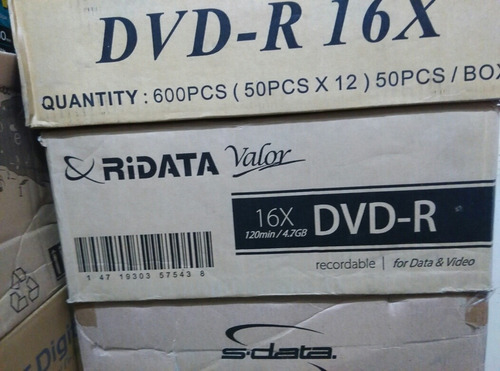 DVD-R 16X
QUANTITY : 600PCS ( 50PCS X 12 ) 50PCS / BOX
RiDATA Valor
16X
120min / 4.7GB
DVD-R
1 47 19303 57543 8
recordable | for Data & Video
s·data.
Digi